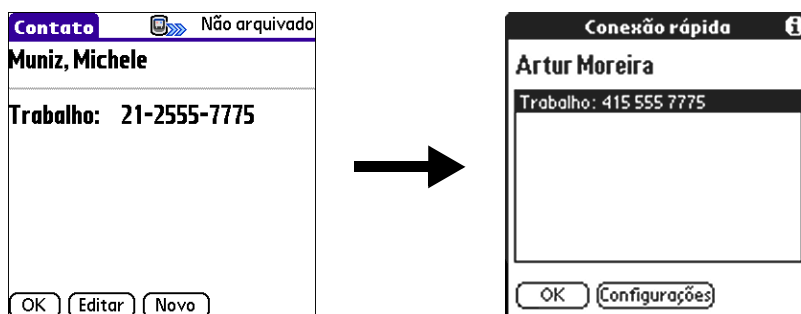 Contato Não arquivado
Muniz, Michele
Trabalho: 21-2555-7775
OK Editar Novo
Conexão rápida
Artur Moreira
Trabalho: 415 555 7775
OK Configurações